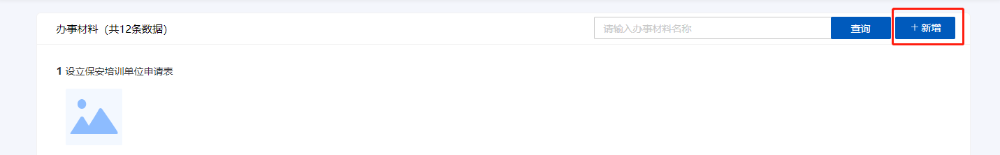 办事材料（共12条数据）
请输入办事材料名称
查询
+ 新增
1 设立保安培训单位申请表